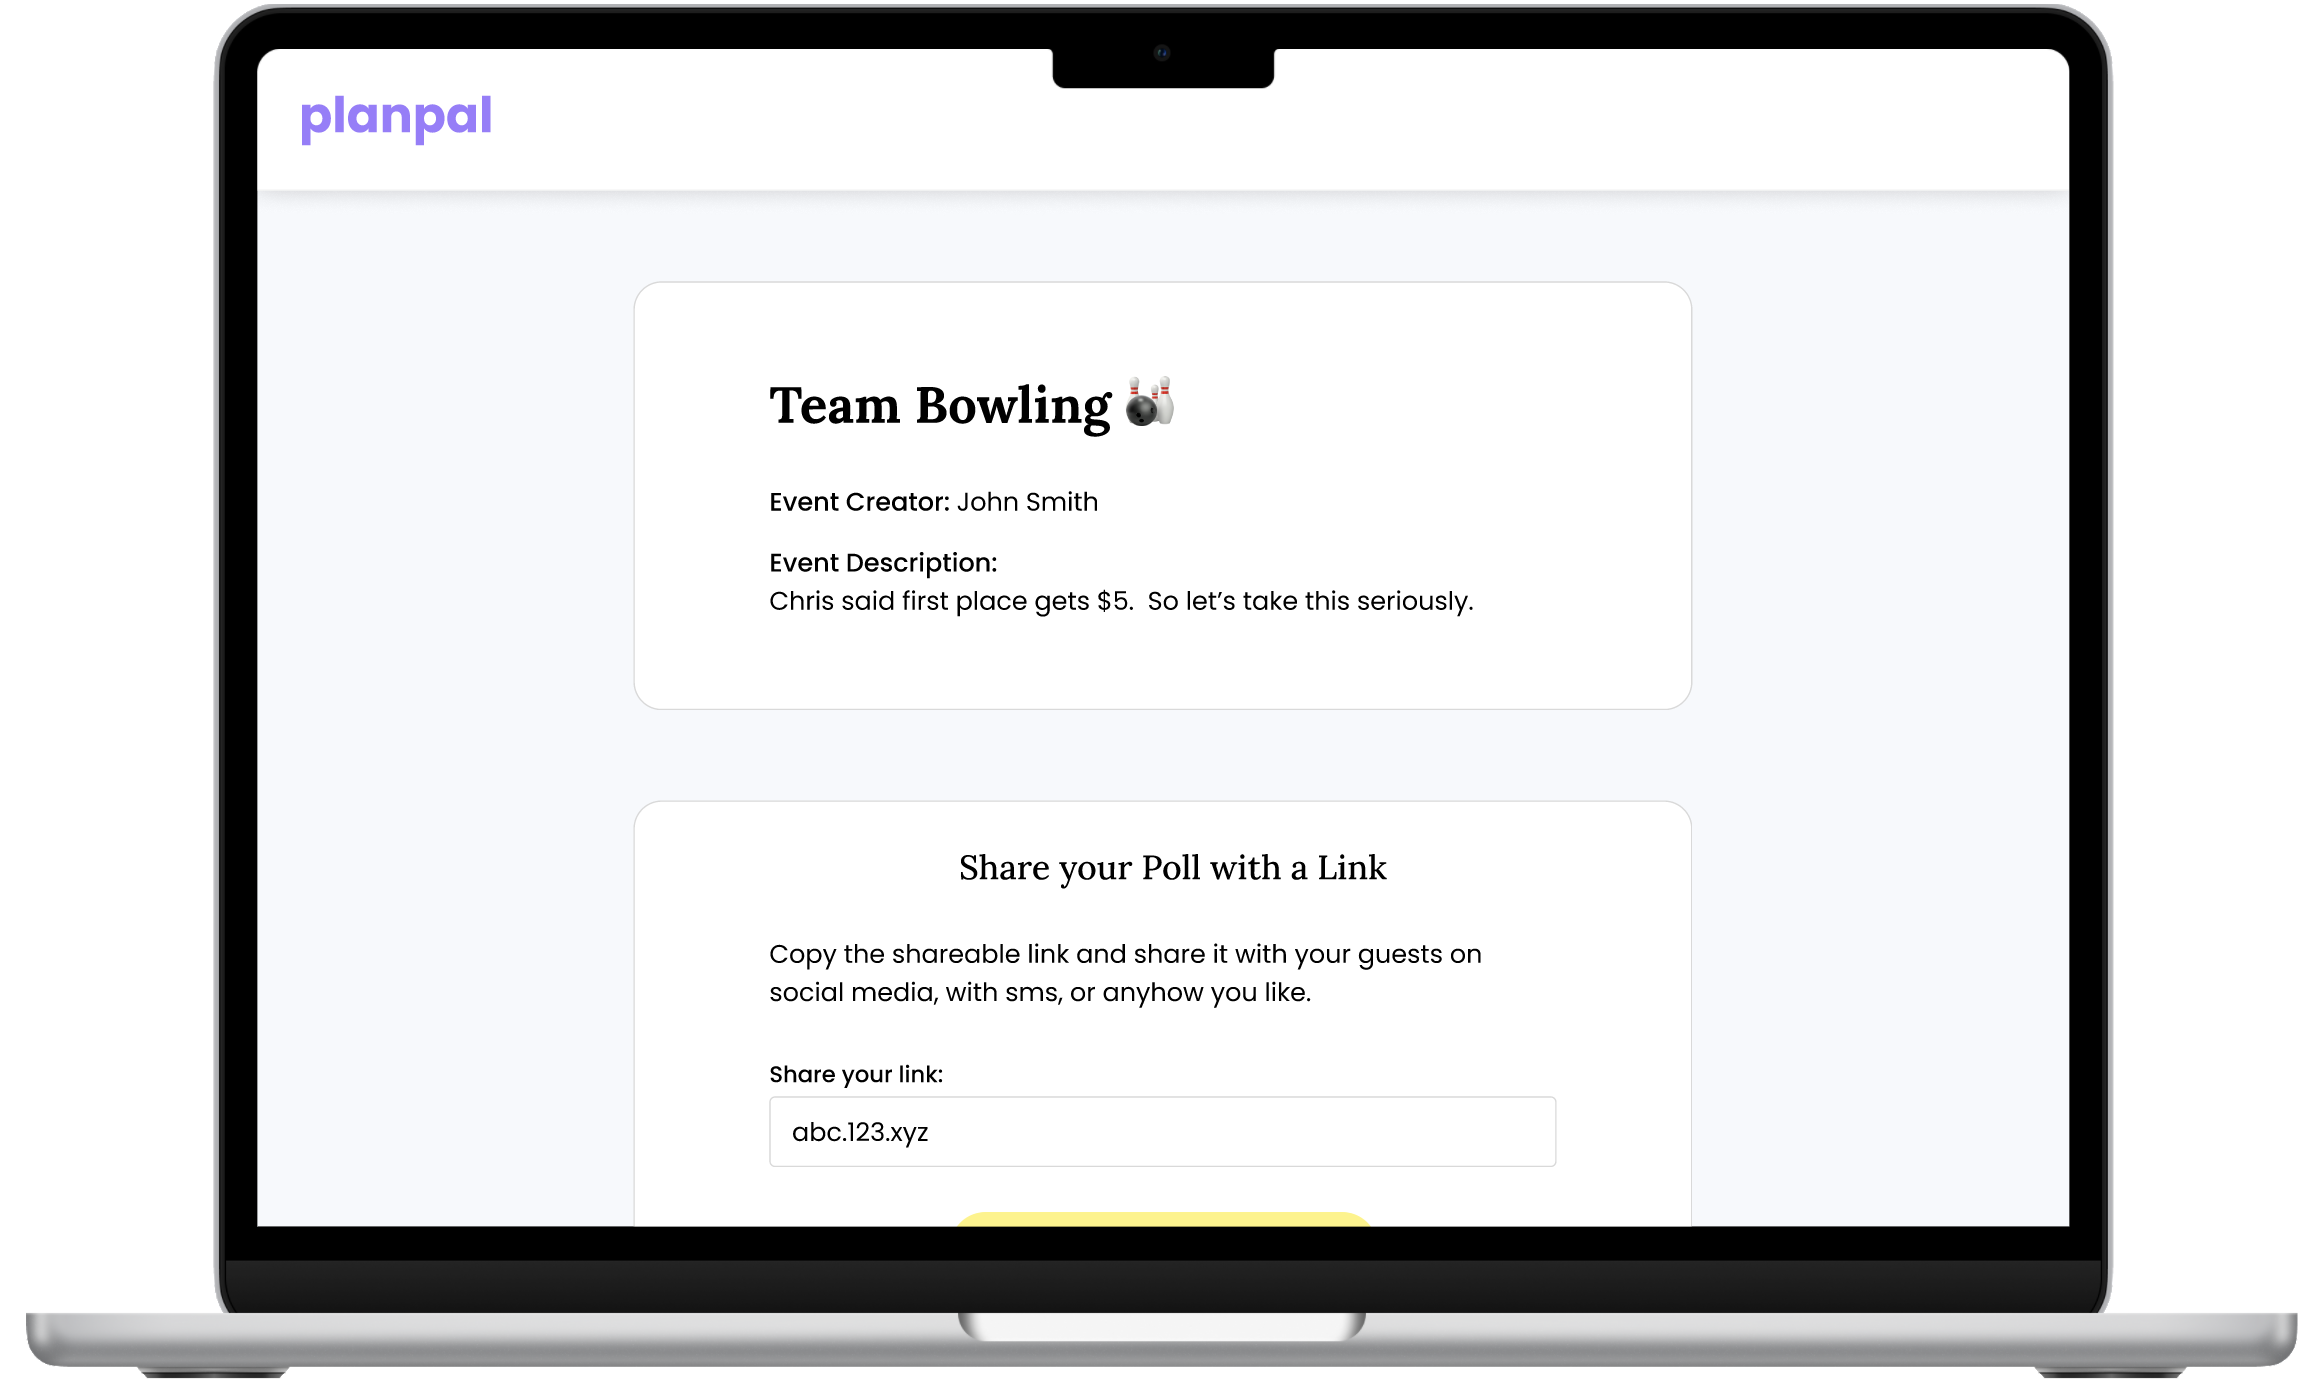 planpal
Team Bowling 🎳
Event Creator: John Smith
Event Description:
Chris said first place gets $5.  So let’s take this seriously.
Share your Poll with a Link
Copy the shareable link and share it with your guests on
social media, with sms, or anyhow you like.
Share your link:
abc.123.xyz